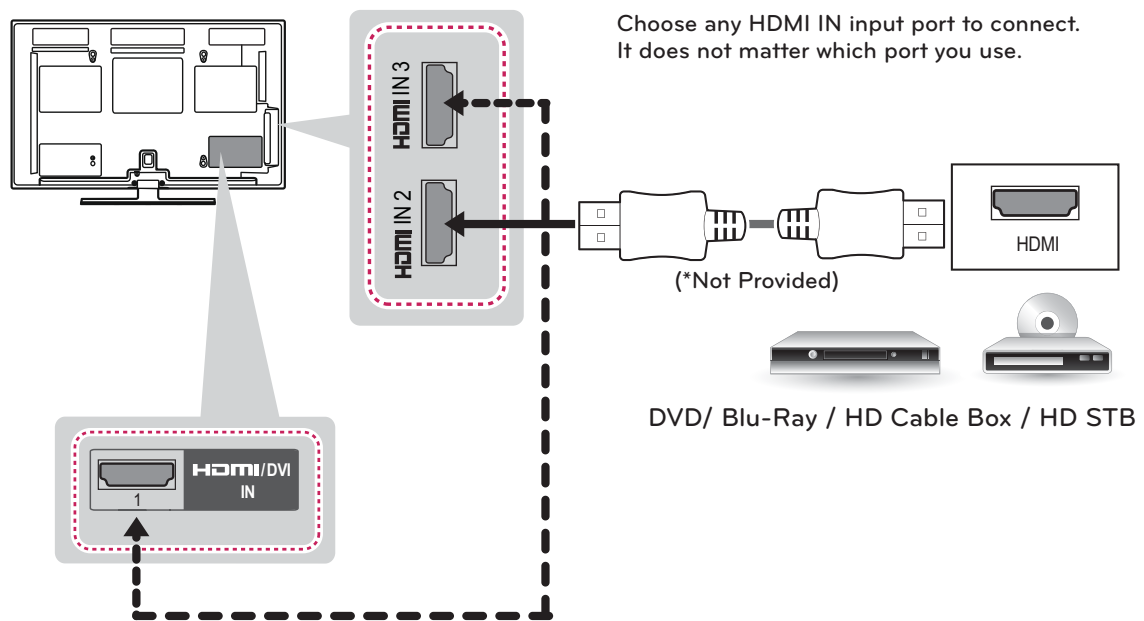 Choose any HDMI IN input port to connect.
It does not matter which port you use.
HDMI IN 3
HDMI IN 2
HDMI
(*Not Provided)
DVD/ Blu-Ray / HD Cable Box / HD STB
1
HDMI/DVI
IN